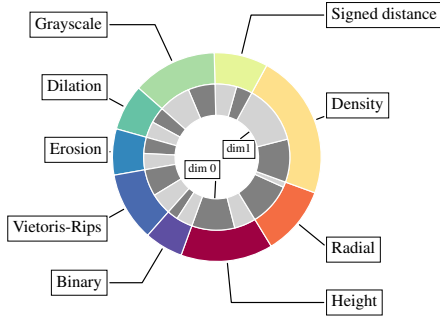 Signed distance
Grayscale
Dilation
Density
Erosion
dim1
dim 0
Vietoris-Rips
Radial
Binary
Height